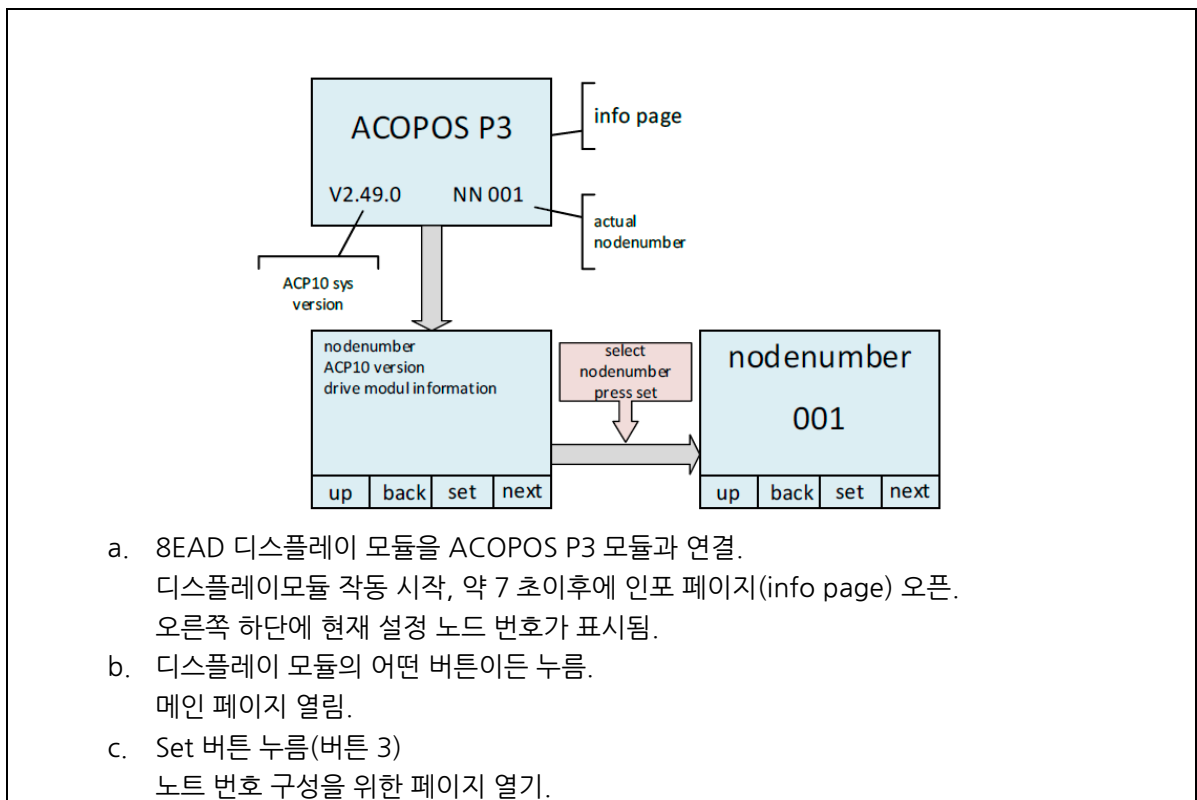 ACOPOS P3
info page
V2.49.0 NN 001
actual
nodenumber
ACP10 sys
version
nodenumber
ACP10 version
drive modul information
up back set next
select
nodenumber
press set
nodenumber
001
up back set next
a. 8EAD 디스플레이 모듈을 ACOPOS P3 모듈과 연결.
디스플레이모듈 작동 시작, 약 7 초이후에 인포 페이지(info page) 오픈.
오른쪽 하단에 현재 설정 노드 번호가 표시됨.
b. 디스플레이 모듈의 어떤 버튼이든 누름.
메인 페이지 열림.
c. Set 버튼 누름(버튼 3)
노트 번호 구성을 위한 페이지 열기.